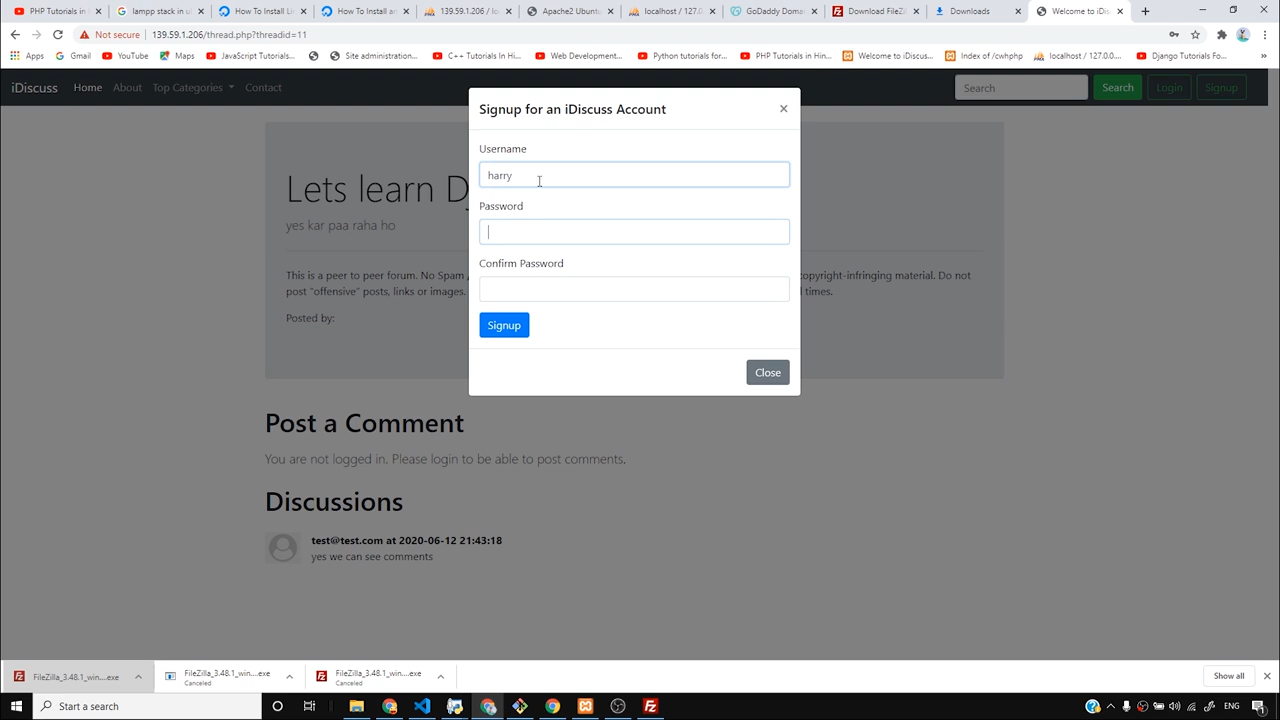 PHP Tutorials in
lampp stack in u
How To Install Li
How To Install an
139.59.1.206 / lo
Apache2 Ubuntu
localhost / 127.0
GoDaddy Domain
Download FileZ
Downloads
Welcome to iDis
Not secure 139.59.1.206/thread.php?threadid=11
Apps Gmail YouTube Maps JavaScript Tutorials... Site administration... C++ Tutorials In Hi... Web Development... Python tutorials for... PHP Tutorials in Hin... Welcome to iDiscus... Index of /cwhphp localhost / 127.0.0.... Django Tutorials Fo... »
iDiscuss Home About Top Categories Contact Search Search Login Signup
Signup for an iDiscuss Account ×
Username
harry
Password
Confirm Password
Signup
Close
Lets learn D
yes kar paa raha ho
This is a peer to peer forum. No Spam / copyright-infringing material. Do not
post "offensive" posts, links or images. times.
Posted by:
Post a Comment
You are not logged in. Please login to be able to post comments.
Discussions
test@test.com at 2020-06-12 21:43:18
yes we can see comments
FileZilla_3.48.1_win....exe
FileZilla_3.48.1_win....exe
Canceled
FileZilla_3.48.1_win....exe
Canceled
Show all
Start a search
ENG